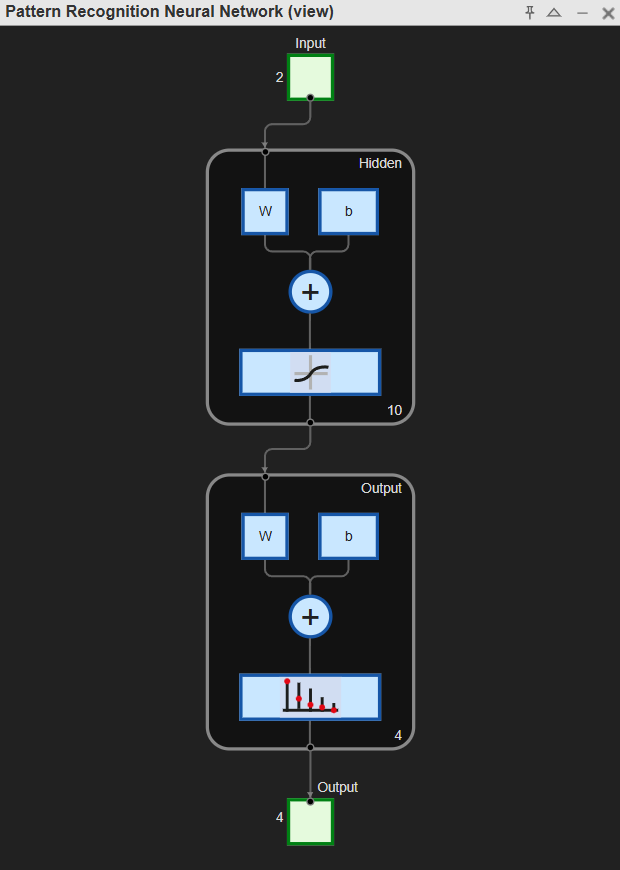 Pattern Recognition Neural Network (view)
Input
2
Hidden
W b
+
10
Output
W b
+
4
Output
4